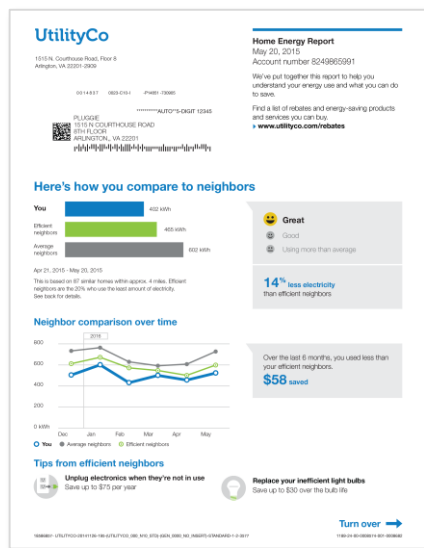 UtilityCo
1515 N. Courthouse Road, Floor 8
Arlington, VA 22201-2909
Home Energy Report
May 20, 2015
Account number 8249865991
We've put together this report to help you
understand your energy use and what you can do
to save.
Find a list of rebates and energy-saving products
and services you can buy.
www.utilityco.com/rebates
PLUGGIE
1515 N COURTHOUSE ROAD
8TH FLOOR
ARLINGTON, VA 22201
Here's how you compare to neighbors
You
Efficient
neighbors
465 kWh
Average
neighbors
602 kWh
Great
Good
Using more than average
Apr 21, 2015 - May 20, 2015
This is based on 87 similar homes within approx. 4 miles. Efficient
neighbors are the 20% who use the least amount of electricity.
See back for details.
14% less electricity
than efficient neighbors
Neighbor comparison over time
2015
800
600
400
200
0 kWh
Dec Jan Feb Mar Apr May
You Average neighbors Efficient neighbors
Over the last 6 months, you used less than
your efficient neighbors.
$58 saved
Tips from efficient neighbors
Unplug electronics when they're not in use
Save up to $75 per year
Replace your inefficient light bulbs
Save up to $30 over the bulb life
Turn over